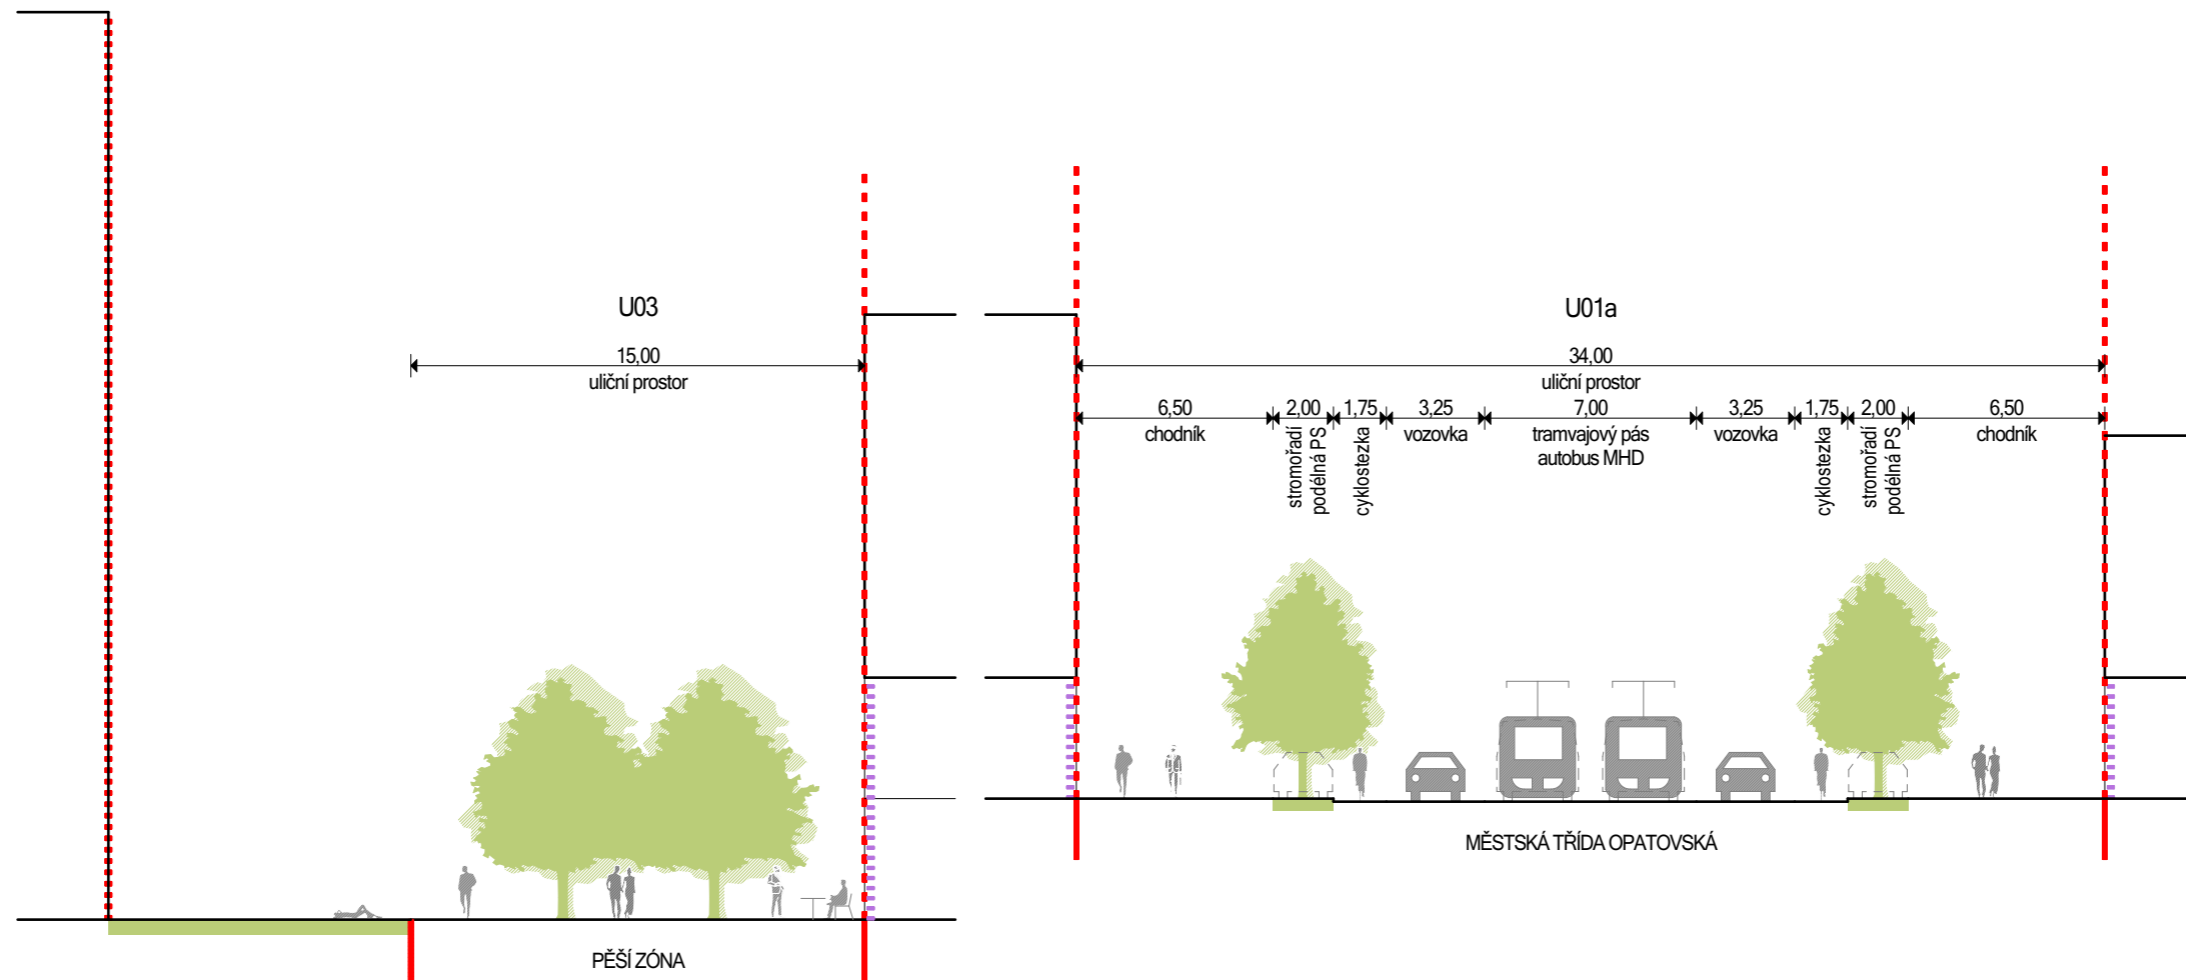 U03
15,00
uliční prostor
PĚŠÍ ZÓNA
U01a
34,00
uliční prostor
6,50
chodník
2,00
stromořadí
podélná PS
1,75
cyklostezka
3,25
vozovka
7,00
tramvajový pás
autobus MHD
3,25
vozovka
1,75
cyklostezka
2,00
stromořadí
podélná PS
6,50
chodník
MĚSTSKÁ TŘÍDA OPATOVSKÁ